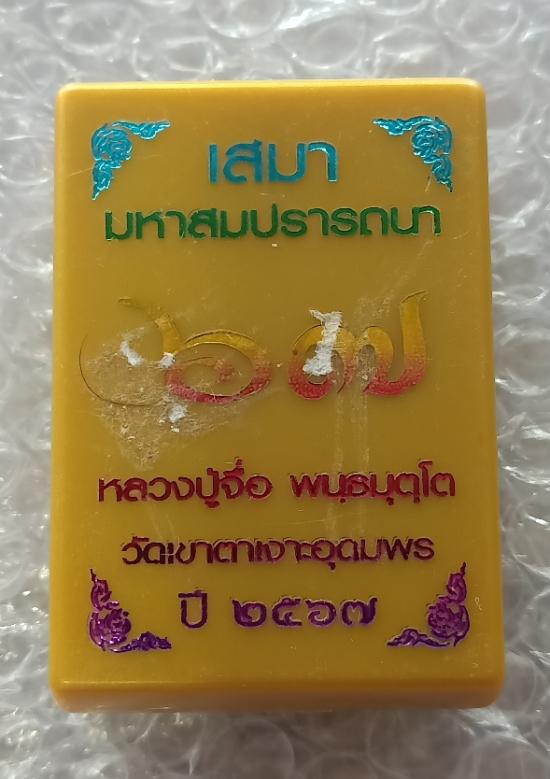 เสมา
มหาสมปรารถนา
๖๗
หลวงปู่จื่อ พนฺธมุตฺโต
วัดเขาตาเงาะอุดมพร
ปี ๒๕๖๗